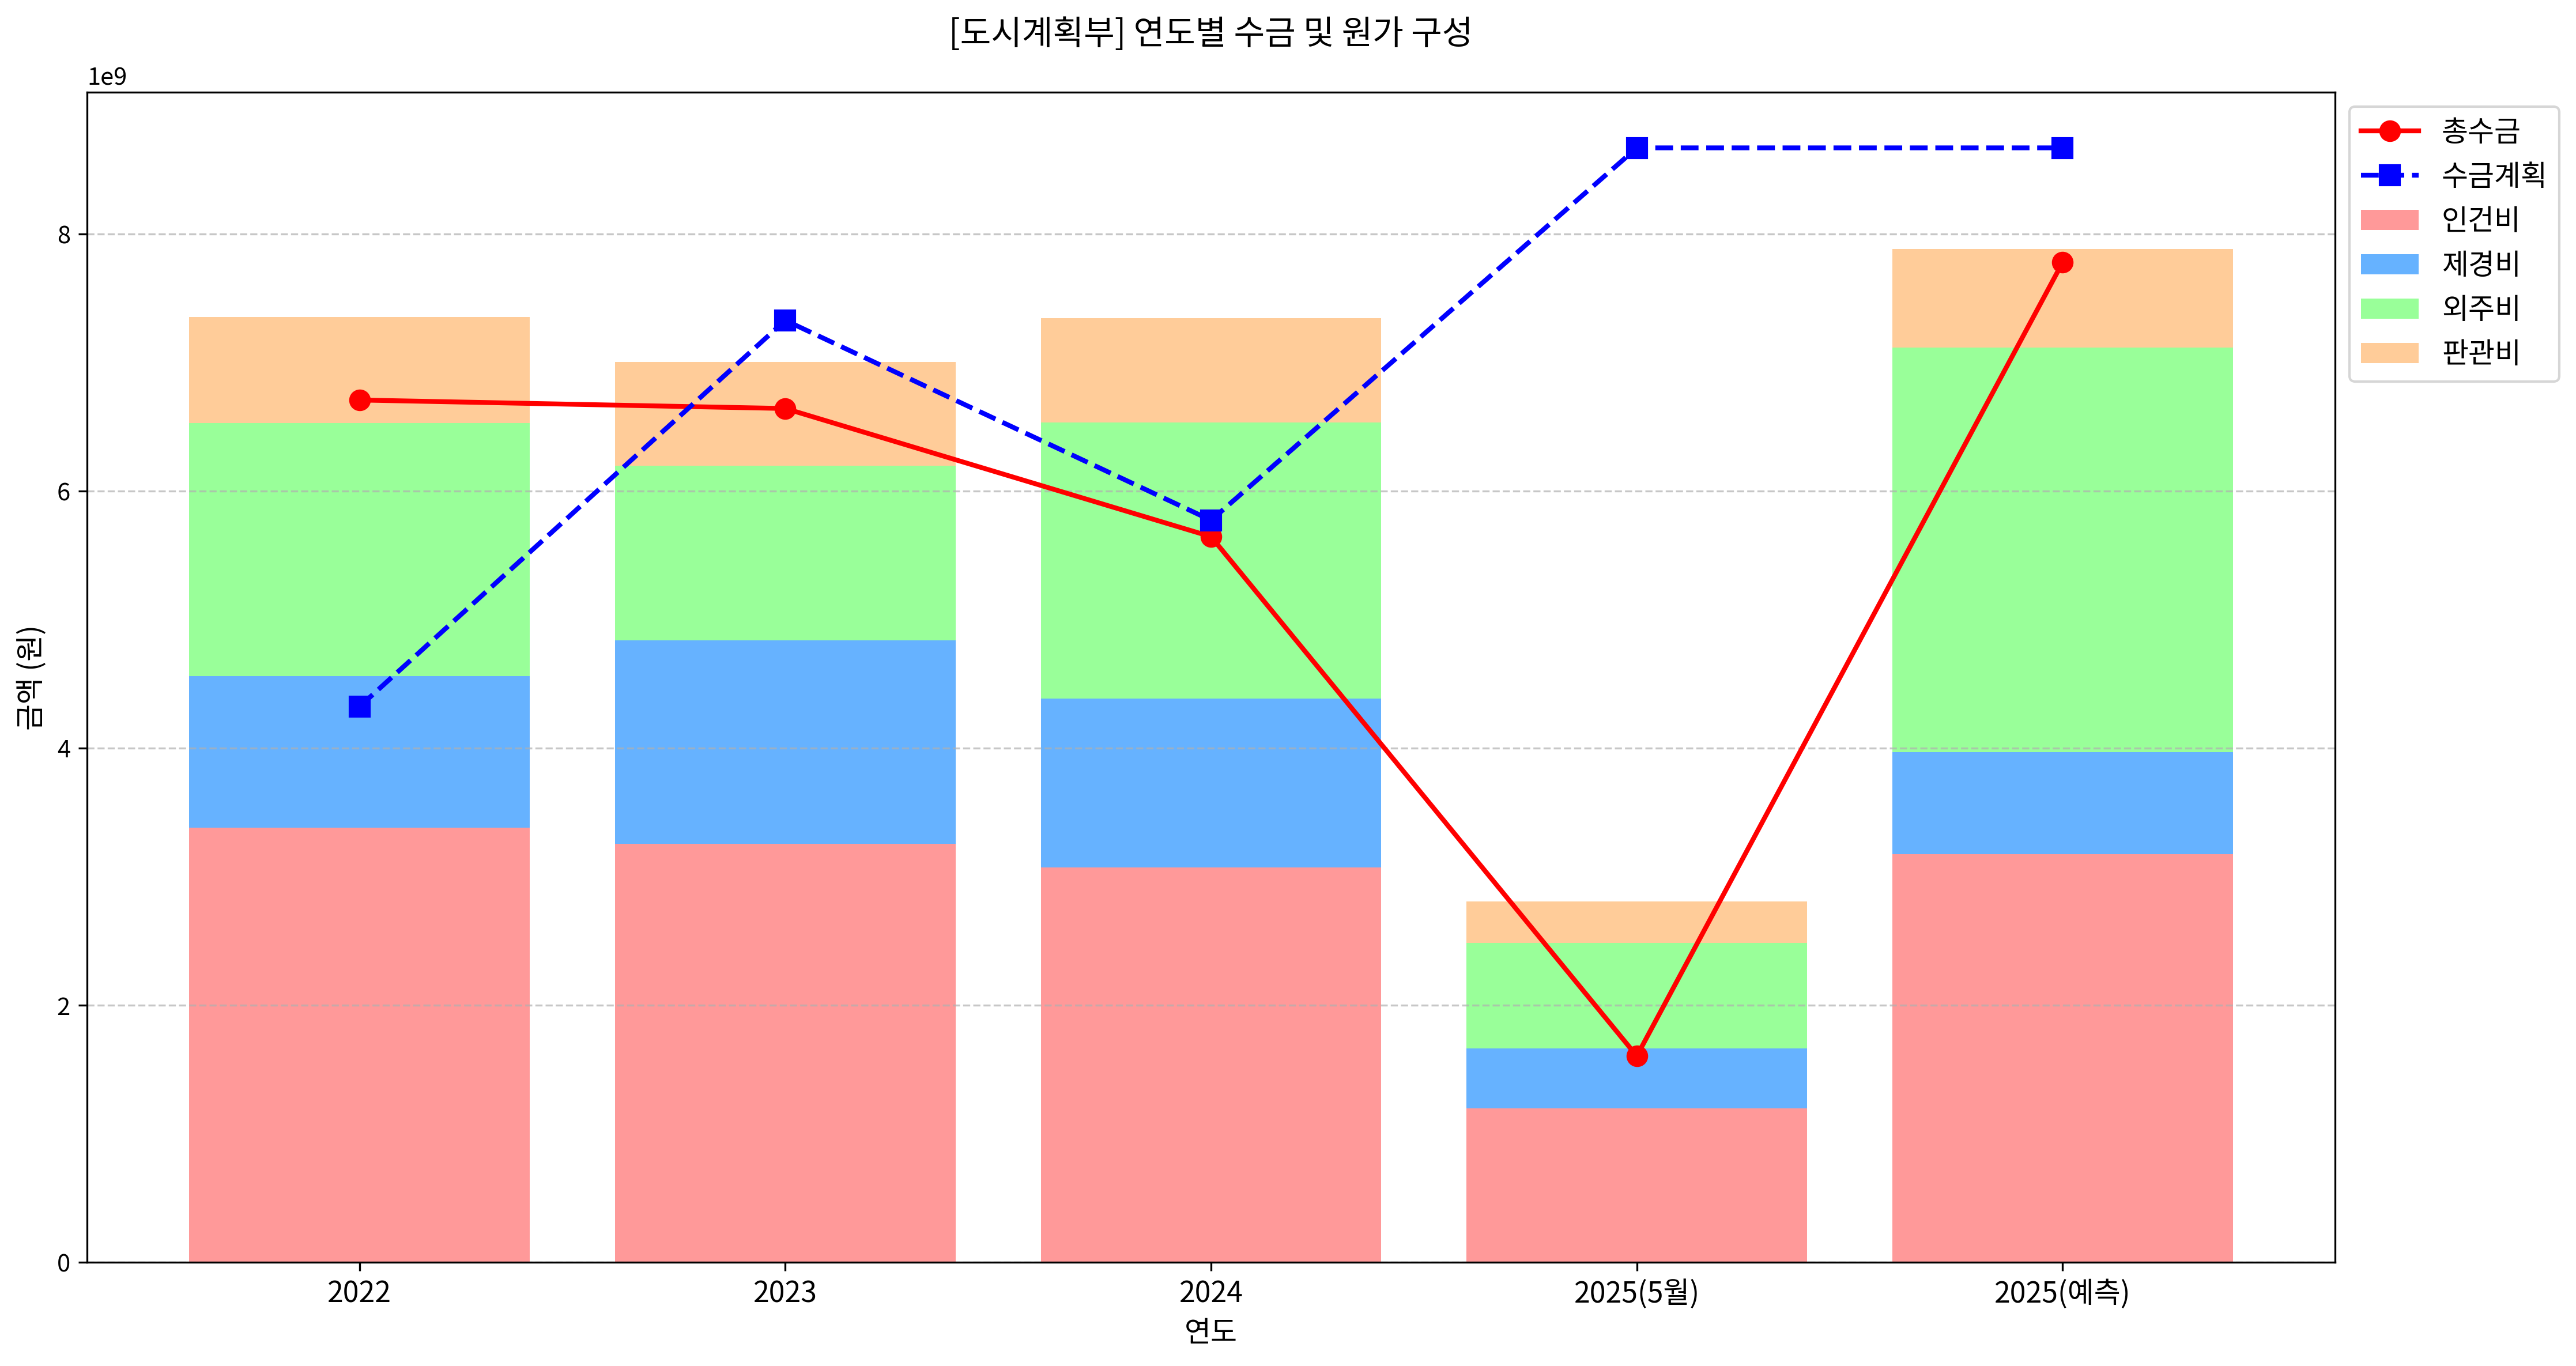 [도시계획부] 연도별 수금 및 원가 구성
1e9
총수금
수금계획
인건비
제경비
외주비
판관비
8
6
4
2
0
금액 (원)
2022
2023
2024
2025(5월)
2025(예측)
연도